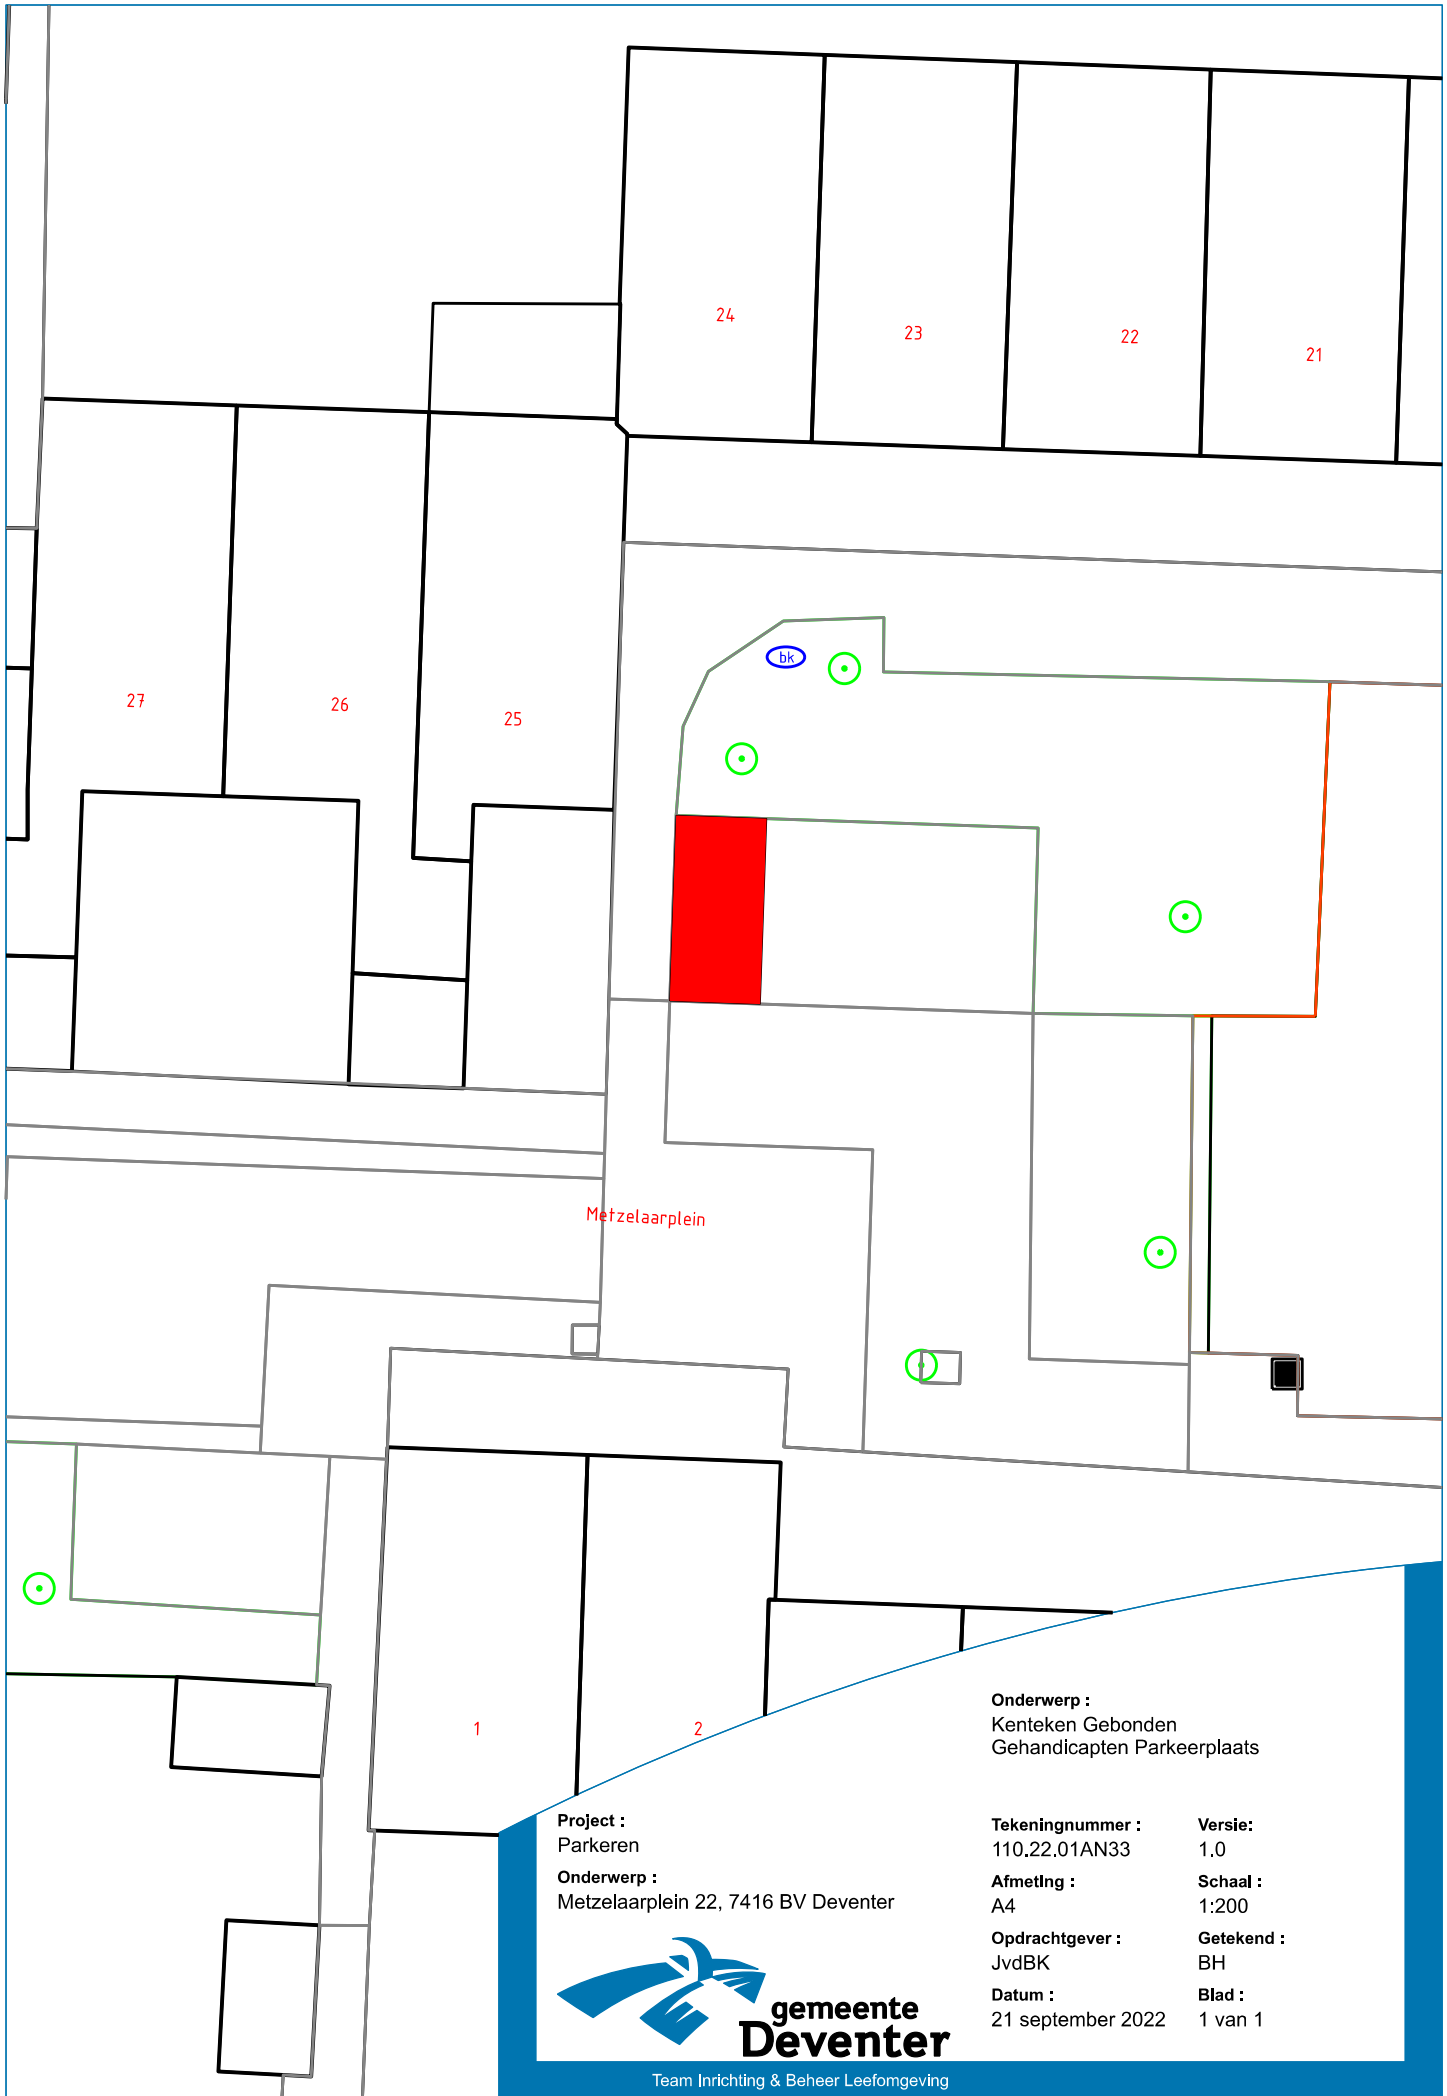 24
23
22
21
bk
27
26
25
Metzelaarplein
1
2
Onderwerp :
Kenteken Gebonden
Gehandicapten Parkeerplaats
Project :
Parkeren
Onderwerp :
Metzelaarplein 22, 7416 BV Deventer
Tekeningnummer : Versie:
110.22.01AN33 1.0
Afmeting : Schaal :
A4 1:200
Opdrachtgever : Getekend :
JvdBK BH
Datum : Blad :
21 september 2022 1 van 1
gemeente
Deventer
Team Inrichting & Beheer Leefomgeving